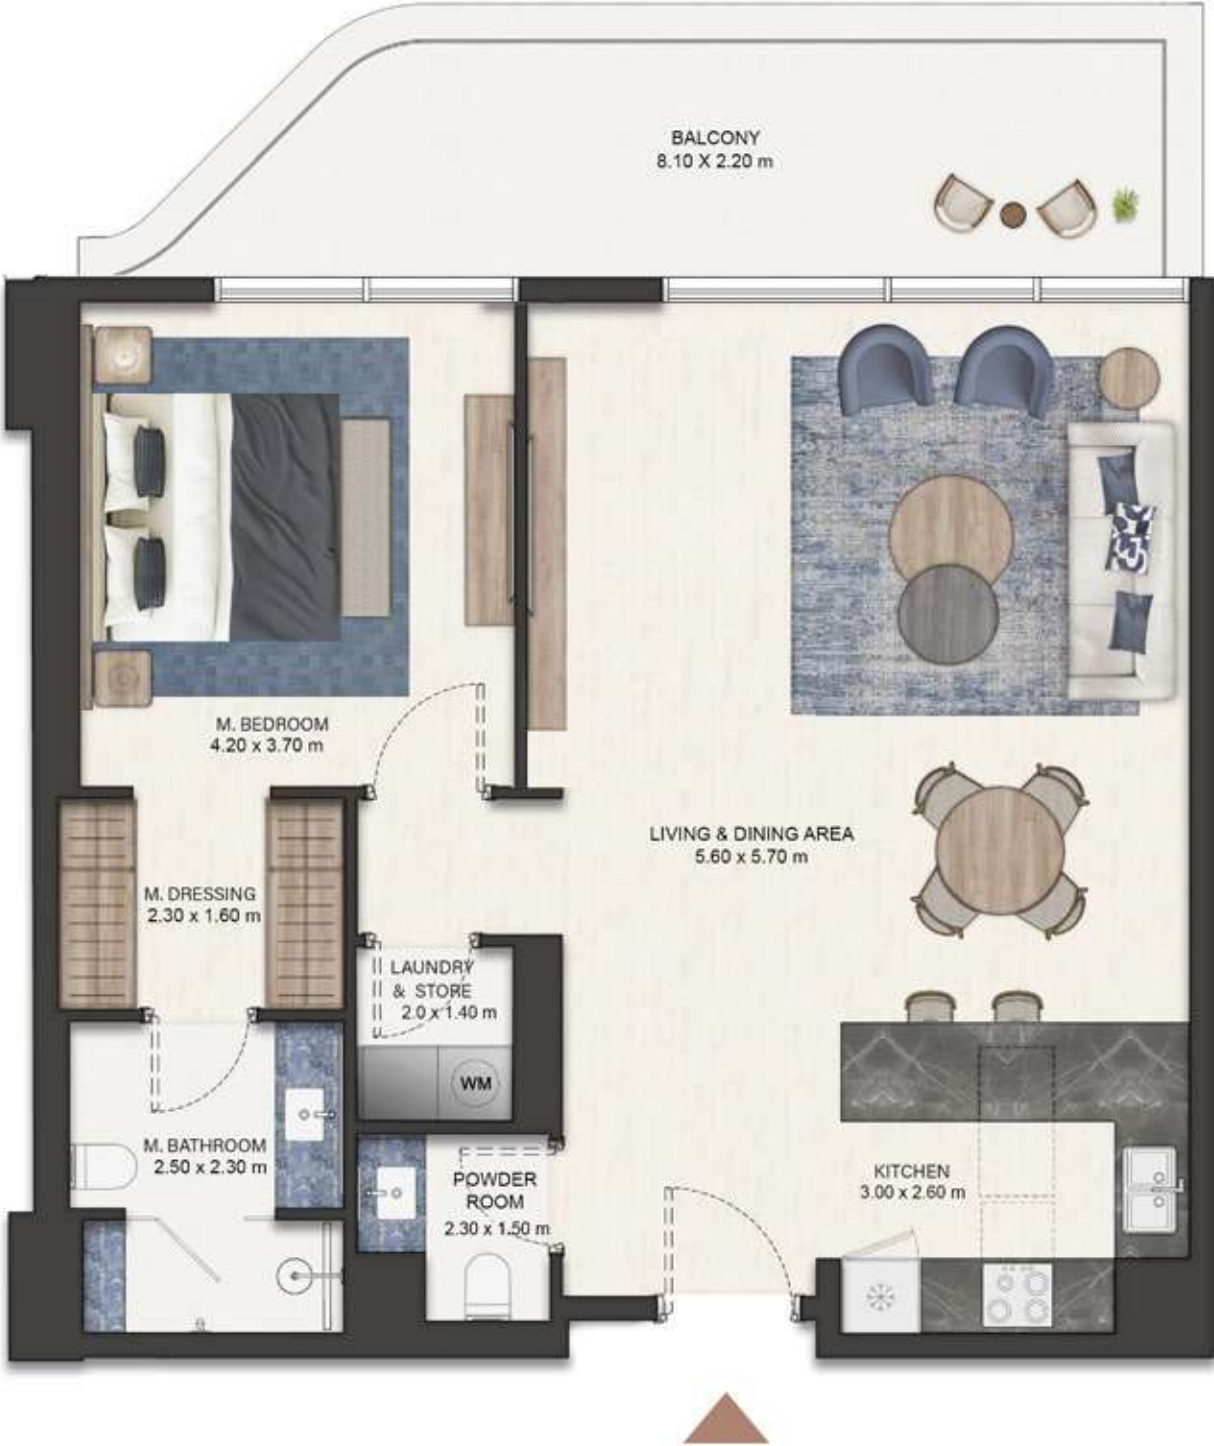 BALCONY
8.10 X 2.20 m
M. BEDROOM
4.20 x 3.70 m
LIVING & DINING AREA
5.60 x 5.70 m
M. DRESSING
2.30 x 1.60 m
LAUNDRY
& STORE
2.0 x 1.40 m
WM
M. BATHROOM
2.50 x 2.30 m
POWDER
ROOM
2.30 x 1.50 m
KITCHEN
3.00 x 2.60 m